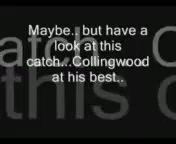 Maybe.. but have a
look at this
catch...Collingwood
at his best..